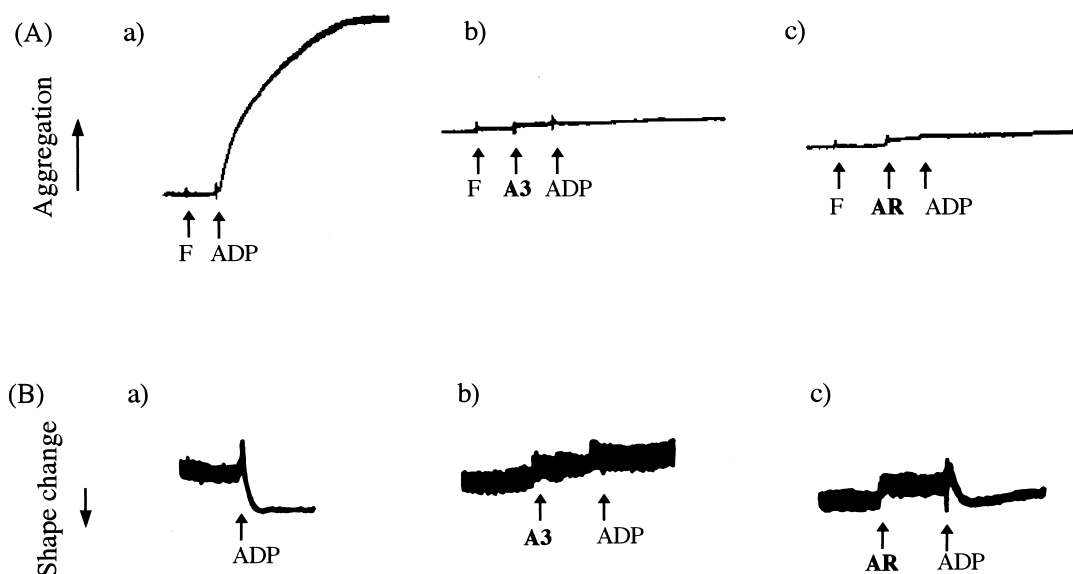 (A) a) b) c)
Aggregation
F ADP
F A3 ADP
F AR ADP
(B) a) b) c)
Shape change
ADP
A3 ADP
AR ADP